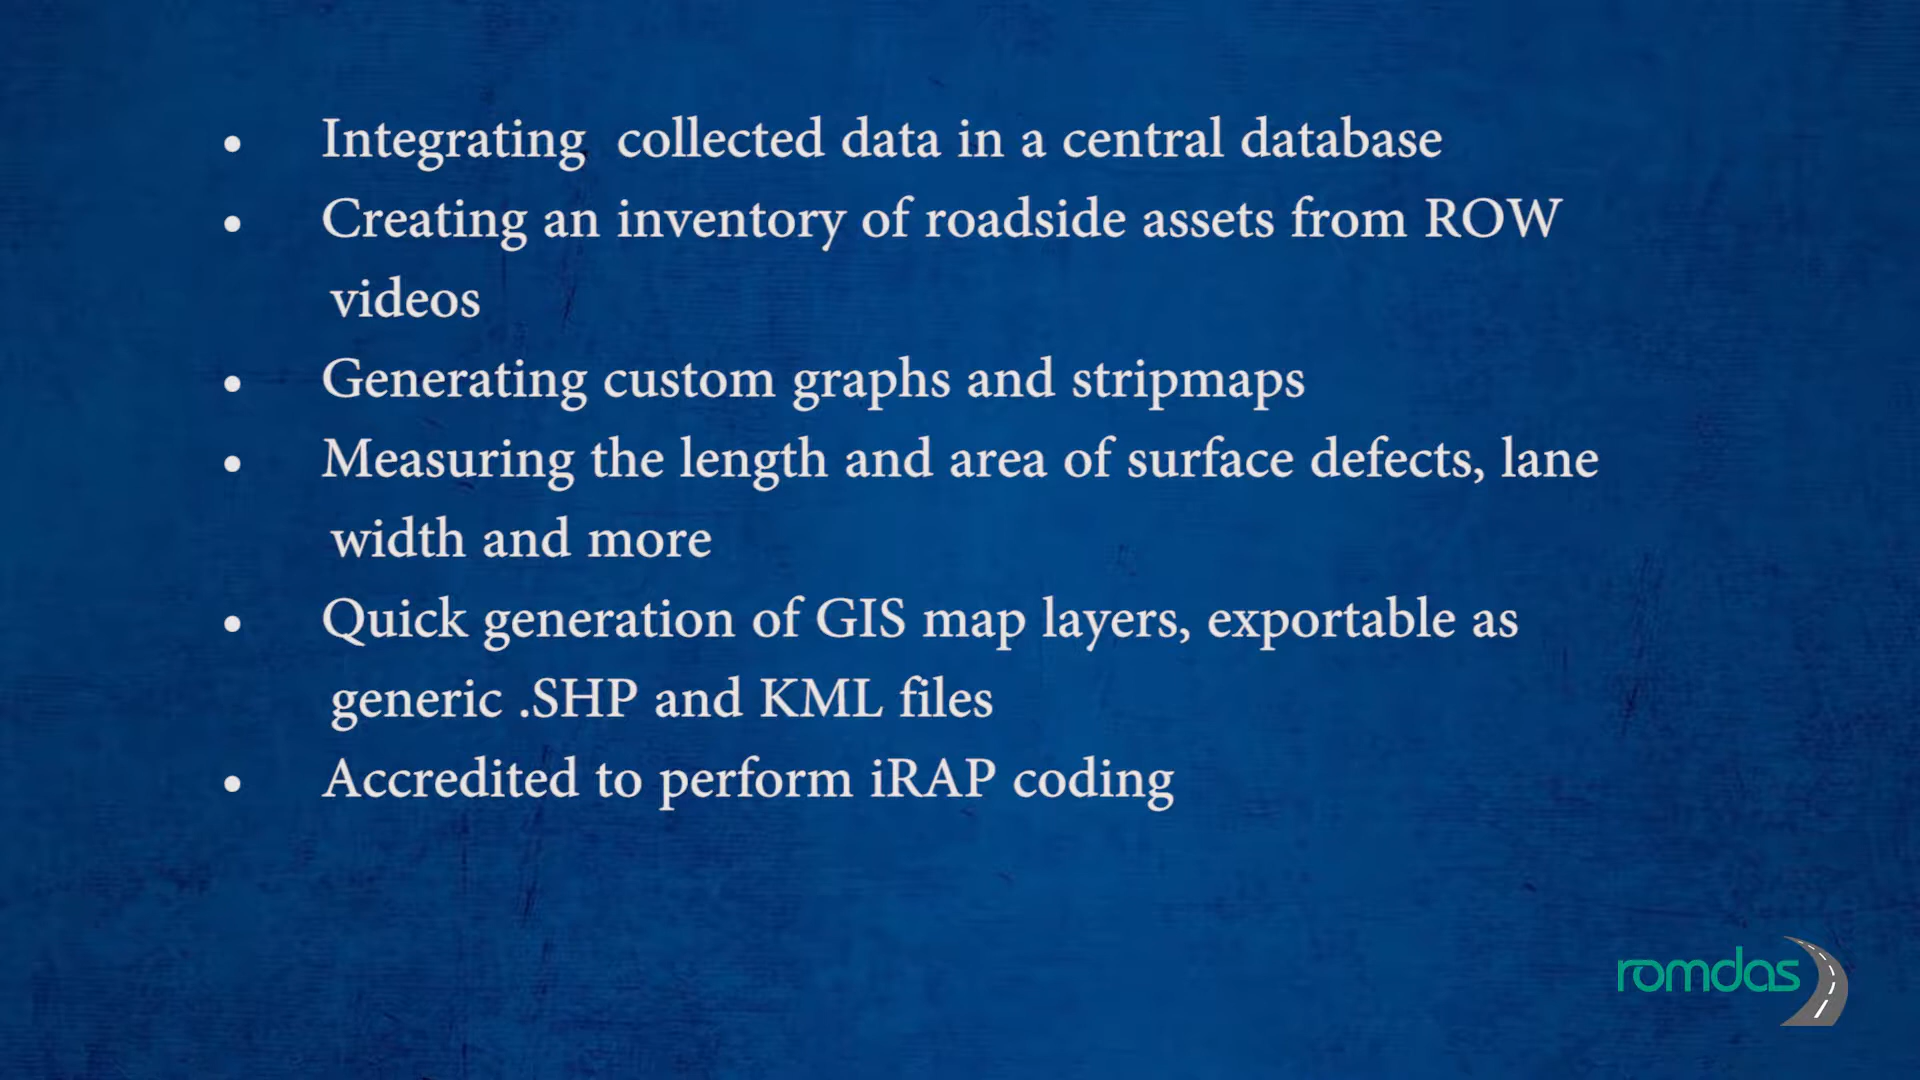 • Integrating  collected data in a central database
• Creating an inventory of roadside assets from ROW
videos
• Generating custom graphs and stripmaps
• Measuring the length and area of surface defects, lane
width and more
• Quick generation of GIS map layers, exportable as
generic .SHP and KML files
• Accredited to perform iRAP coding
romdas